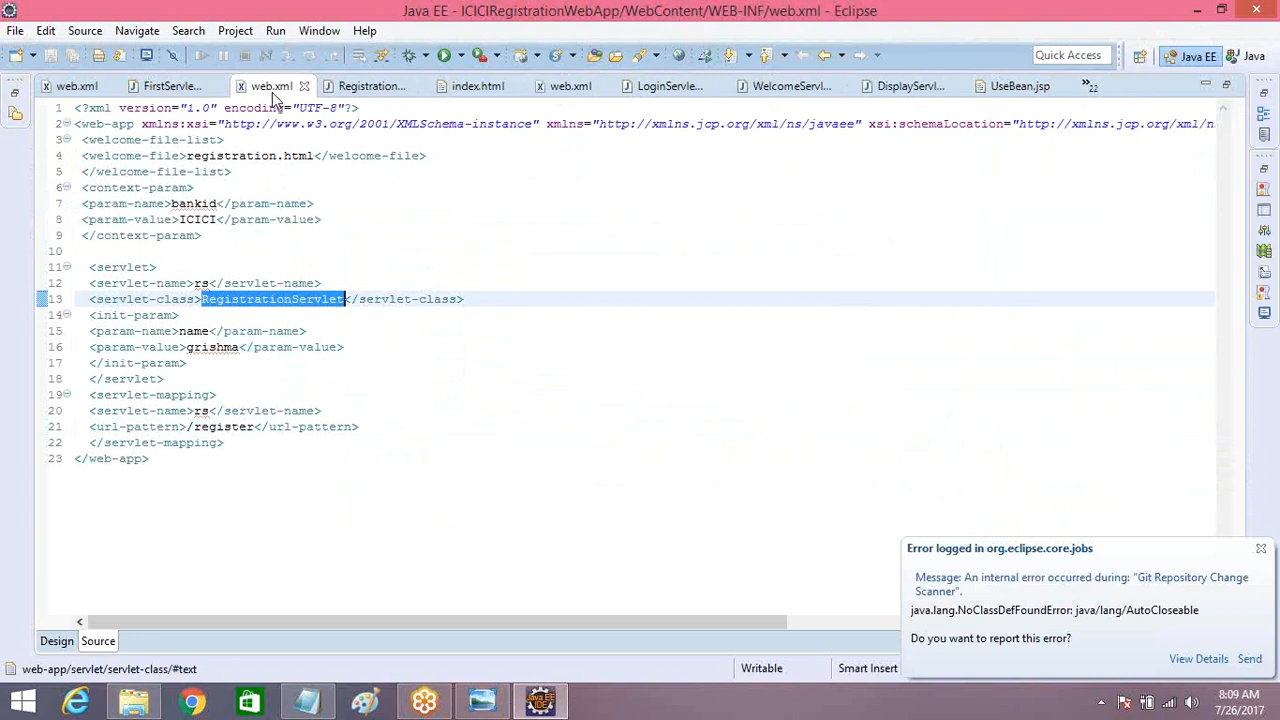 Java EE - ICICIRegistrationWebApp/WebContent/WEB-INF/web.xml - Eclipse
File Edit Source Navigate Search Project Run Window Help
Quick Access Java EE Java
web.xml FirstServle... web.xml Registration... index.html web.xml LoginServle... WelcomeServl... DisplayServl... UseBean.jsp »22
1 <?xml version="1.0" encoding="UTF-8"?>
2 <web-app xmlns:xsi="http://www.w3.org/2001/XMLSchema-instance" xmlns="http://xmlns.jcp.org/xml/ns/javaee" xsi:schemaLocation="http://xmlns.jcp.org/xml/n
3 <welcome-file-list>
4 <welcome-file>registration.html</welcome-file>
5 </welcome-file-list>
6 <context-param>
7 <param-name>bankid</param-name>
8 <param-value>ICICI</param-value>
9 </context-param>
10
11 <servlet>
12 <servlet-name>rs</servlet-name>
13 <servlet-class>RegistrationServlet</servlet-class>
14 <init-param>
15 <param-name>name</param-name>
16 <param-value>grishma</param-value>
17 </init-param>
18 </servlet>
19 <servlet-mapping>
20 <servlet-name>rs</servlet-name>
21 <url-pattern>/register</url-pattern>
22 </servlet-mapping>
23 </web-app>
Error logged in org.eclipse.core.jobs
Message: An internal error occurred during: "Git Repository Change
Scanner".
java.lang.NoClassDefFoundError: java/lang/AutoCloseable
Do you want to report this error?
View Details Send
Design Source
web-app/servlet/servlet-class/#text Writable Smart Insert
Java EE
IDE
8:09 AM
7/26/2017